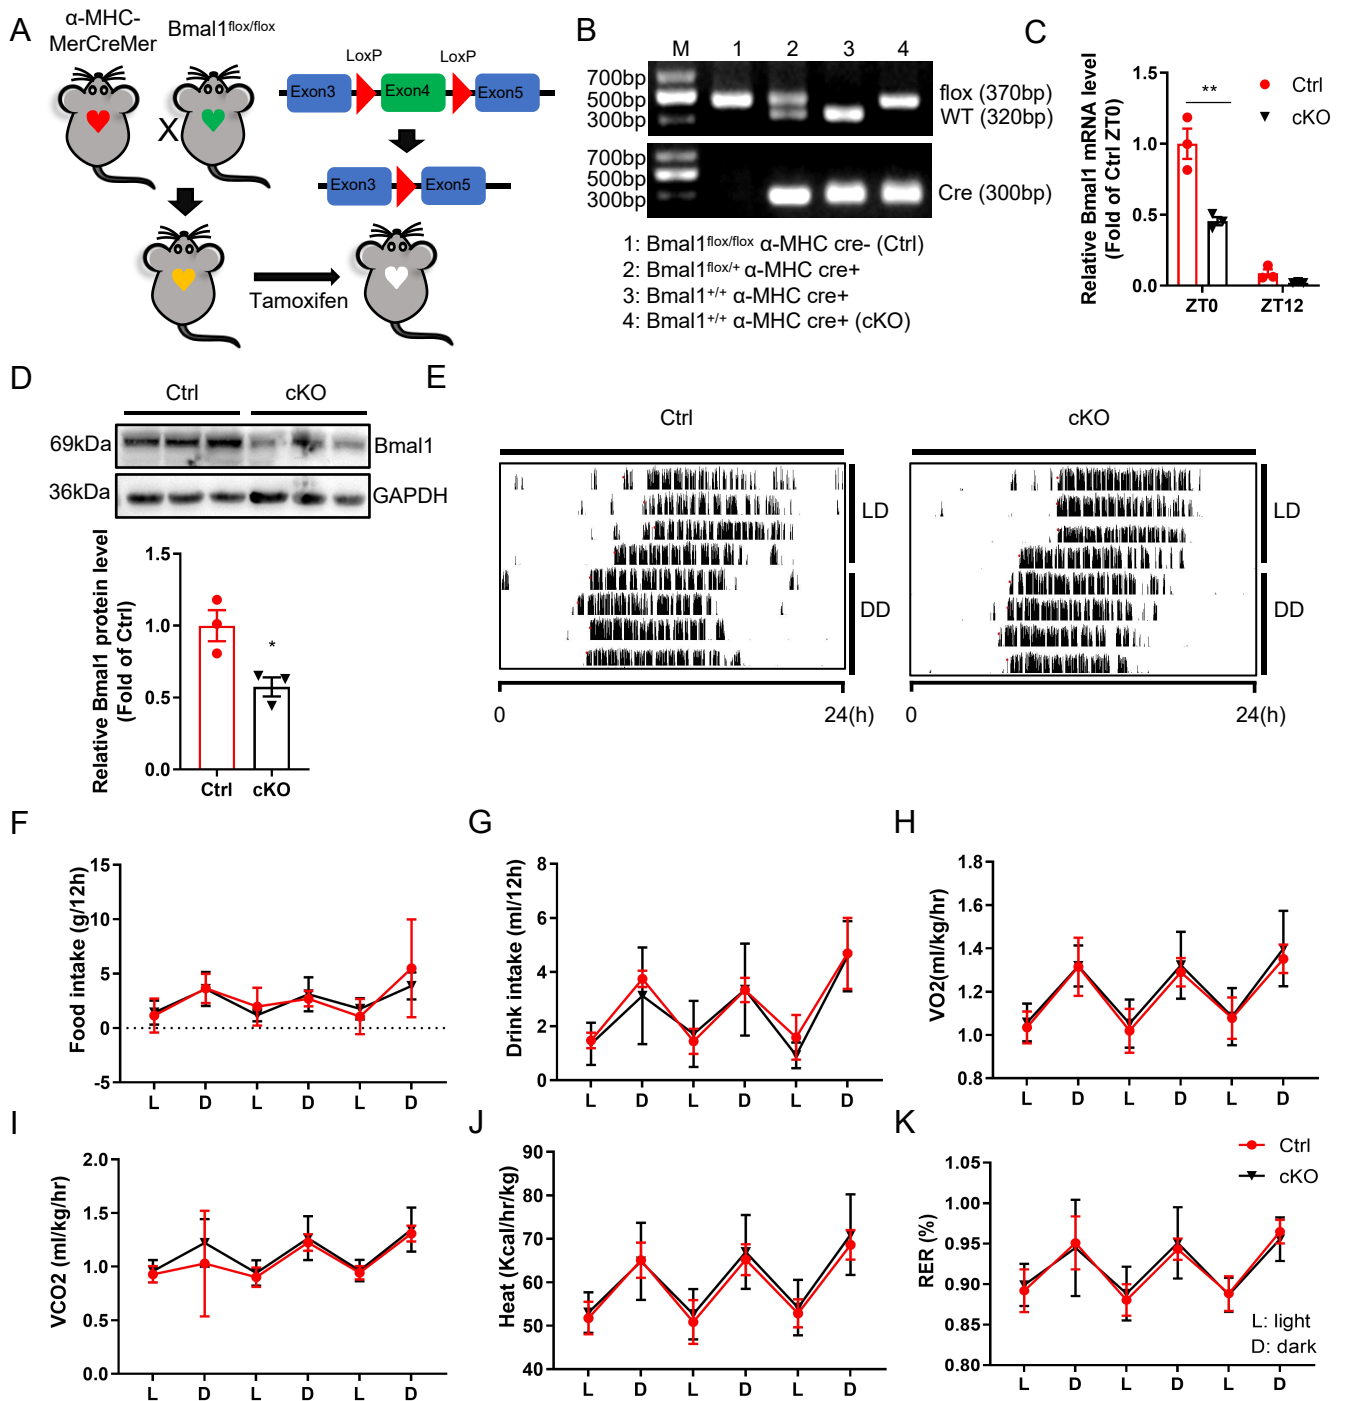 A
α-MHC-
MerCreMer
Bmal1flox/flox
X
LoxP
LoxP
Exon3
Exon4
Exon5
Exon3
Exon5
Tamoxifen
B
M 1 2 3 4
700bp
500bp
300bp
flox (370bp)
WT (320bp)
700bp
500bp
300bp
Cre (300bp)
1: Bmal1flox/flox α-MHC cre- (Ctrl)
2: Bmal1flox/+ α-MHC cre+
3: Bmal1+/+ α-MHC cre+
4: Bmal1+/+ α-MHC cre+ (cKO)
C
Relative Bmal1 mRNA level
(Fold of Ctrl ZT0)
1.5
1.0
0.5
0.0
**
ZT0
ZT12
Ctrl
cKO
D
Ctrl
cKO
69kDa
Bmal1
36kDa
GAPDH
Relative Bmal1 protein level
(Fold of Ctrl)
1.5
1.0
0.5
0.0
*
Ctrl
cKO
E
Ctrl
LD
DD
0
24(h)
cKO
LD
DD
0
24(h)
F
Food intake (g/12h)
15
10
5
0
-5
L D L D L D
G
Drink intake (ml/12h)
8
6
4
2
0
L D L D L D
H
VO2(ml/kg/hr)
1.8
1.6
1.4
1.2
1.0
0.8
L D L D L D
I
VCO2 (ml/kg/hr)
2.0
1.5
1.0
0.5
0.0
L D L D L D
J
Heat (Kcal/hr/kg)
90
80
70
60
50
40
L D L D L D
K
RER (%)
1.05
1.00
0.95
0.90
0.85
0.80
L D L D L D
Ctrl
cKO
L: light
D: dark